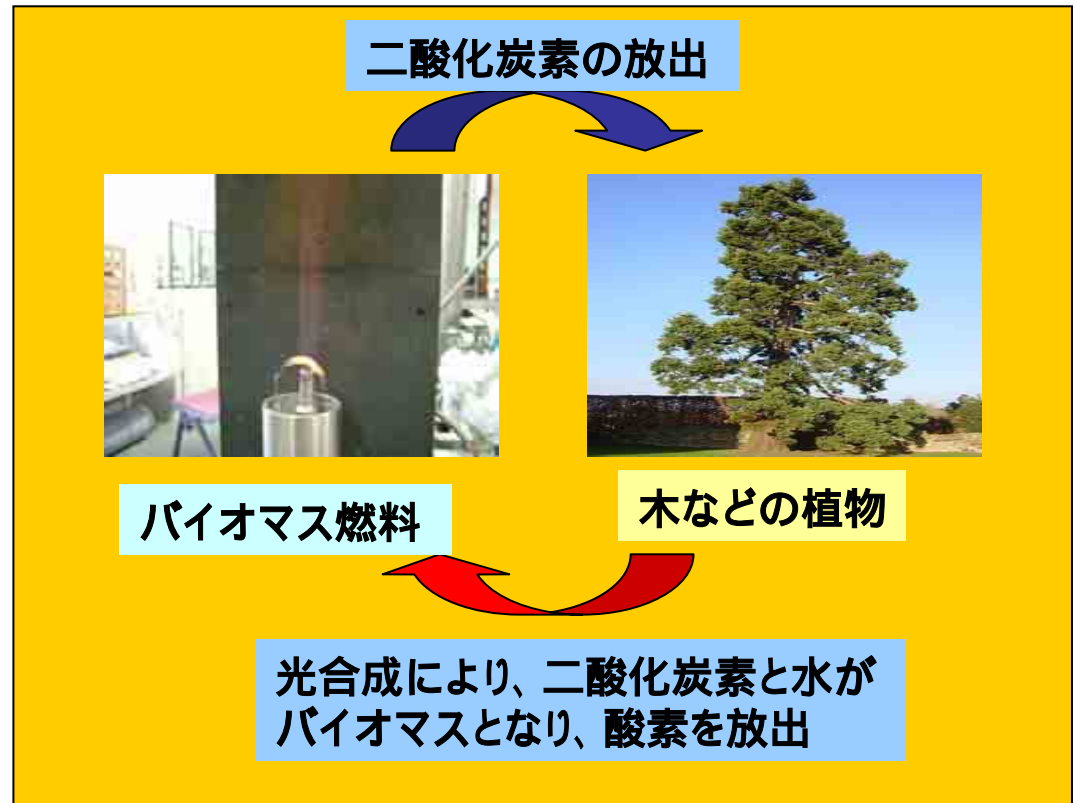 二酸化炭素の放出
バイオマス燃料
木などの植物
光合成により、二酸化炭素と水が
バイオマスとなり、酸素を放出